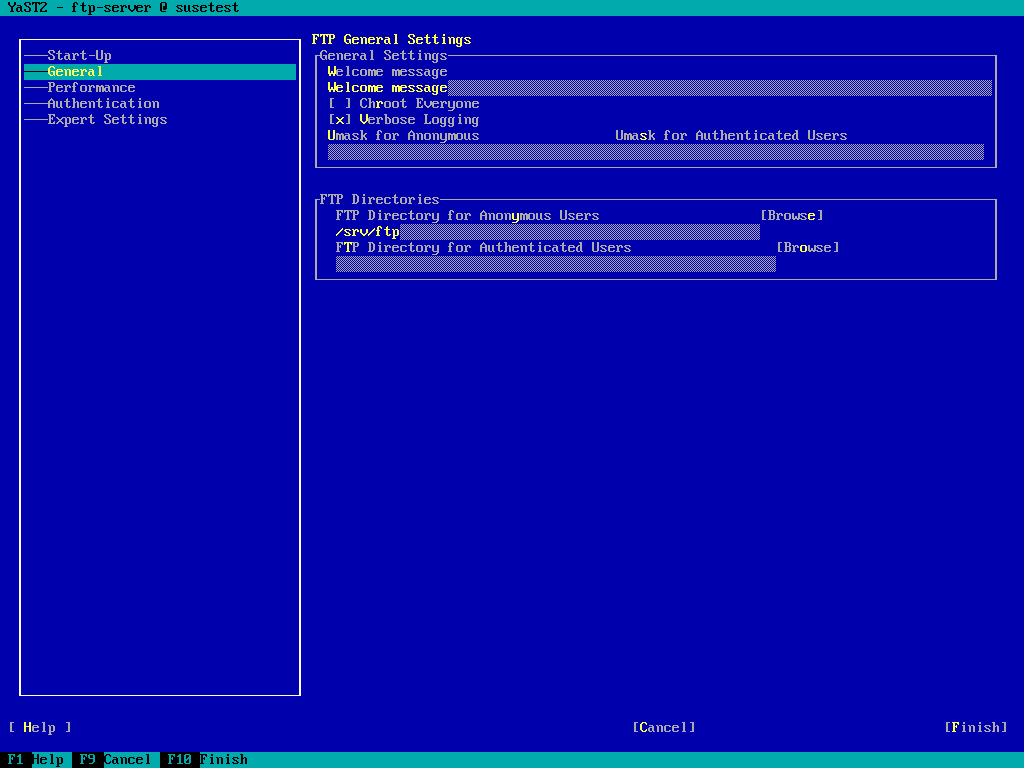 YaST2 - ftp-server @ susetest
Start-Up
General
Performance
Authentication
Expert Settings
FTP General Settings
General Settings
Welcome message
Welcome message
[ ] Chroot Everyone
[x] Verbose Logging
Umask for Anonymous Umask for Authenticated Users
FTP Directories
FTP Directory for Anonymous Users [Browse]
/srv/ftp
FTP Directory for Authenticated Users [Browse]
[ Help ] [Cancel] [Finish]
F1 Help F9 Cancel F10 Finish